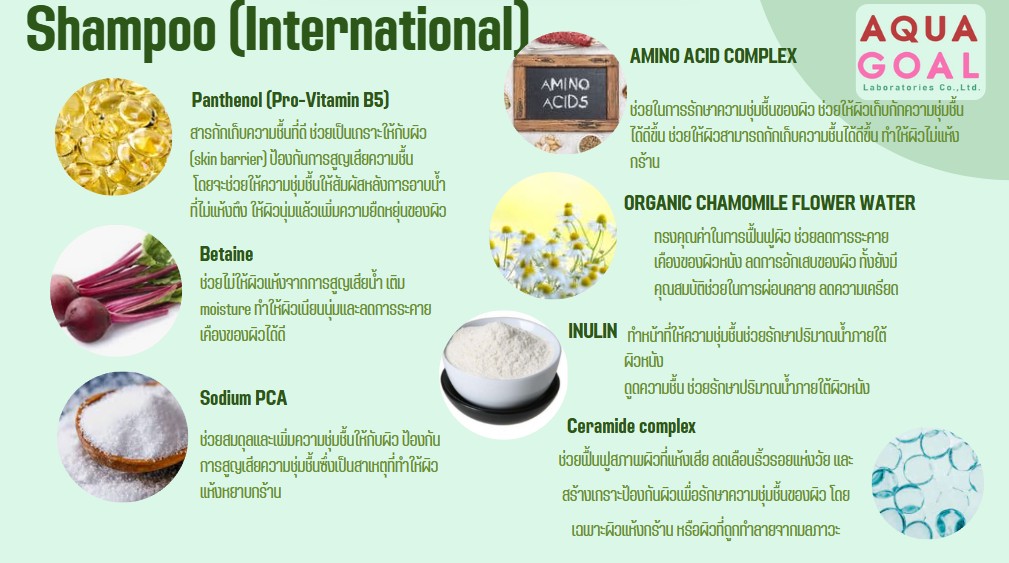 Shampoo (International)
AQUA
GOAL
Laboratories Co.,Ltd.
Panthenol (Pro-Vitamin B5)
สารกักเก็บความชื้นที่ดี ช่วยเป็นเกราะให้กับผิว
(skin barrier) ป้องกันการสูญเสียความชื้น
โดยจะช่วยให้ความชุ่มชื้นให้สัมผัสหลังการอาบน้ำ
ที่ไม่แห้งตึง ให้ผิวนุ่มแล้วเพิ่มความยืดหยุ่นของผิว
Betaine
ช่วยไม่ให้ผิวแห้งจากการสูญเสียน้ำ เติม
moisture ทำให้ผิวเนียนนุ่มและลดการระคาย
เคืองของผิวได้ดี
Sodium PCA
ช่วยสมดุลและเพิ่มความชุ่มชื้นให้กับผิว ป้องกัน
การสูญเสียความชุ่มชื้นซึ่งเป็นสาเหตุที่ทำให้ผิว
แห้งหยาบกร้าน
AMINO
ACIDS
AMINO ACID COMPLEX
ช่วยในการรักษาความชุ่มชื้นของผิว ช่วยให้ผิวเก็บกักความชุ่มชื้น
ได้ดีขึ้น ช่วยให้ผิวสามารถกักเก็บความชื้นได้ดีขึ้น ทำให้ผิวไม่แห้ง
กร้าน
ORGANIC CHAMOMILE FLOWER WATER
ทรงคุณค่าในการฟื้นฟูผิว ช่วยลดการระคาย
เคืองของผิวหนัง ลดการอักเสบของผิว ทั้งยังมี
คุณสมบัติช่วยในการผ่อนคลาย ลดความเครียด
INULIN ทำหน้าที่ให้ความชุ่มชื้นช่วยรักษาปริมาณน้ำภายใต้
ผิวหนัง
ดูดความชื้น ช่วยรักษาปริมาณน้ำภายใต้ผิวหนัง
Ceramide complex
ช่วยฟื้นฟูสภาพผิวที่แห้งเสีย ลดเลือนริ้วรอยแห่งวัย และ
สร้างเกราะป้องกันผิวเพื่อรักษาความชุ่มชื้นของผิว โดย
เฉพาะผิวแห้งกร้าน หรือผิวที่ถูกทำลายจากมลภาวะ